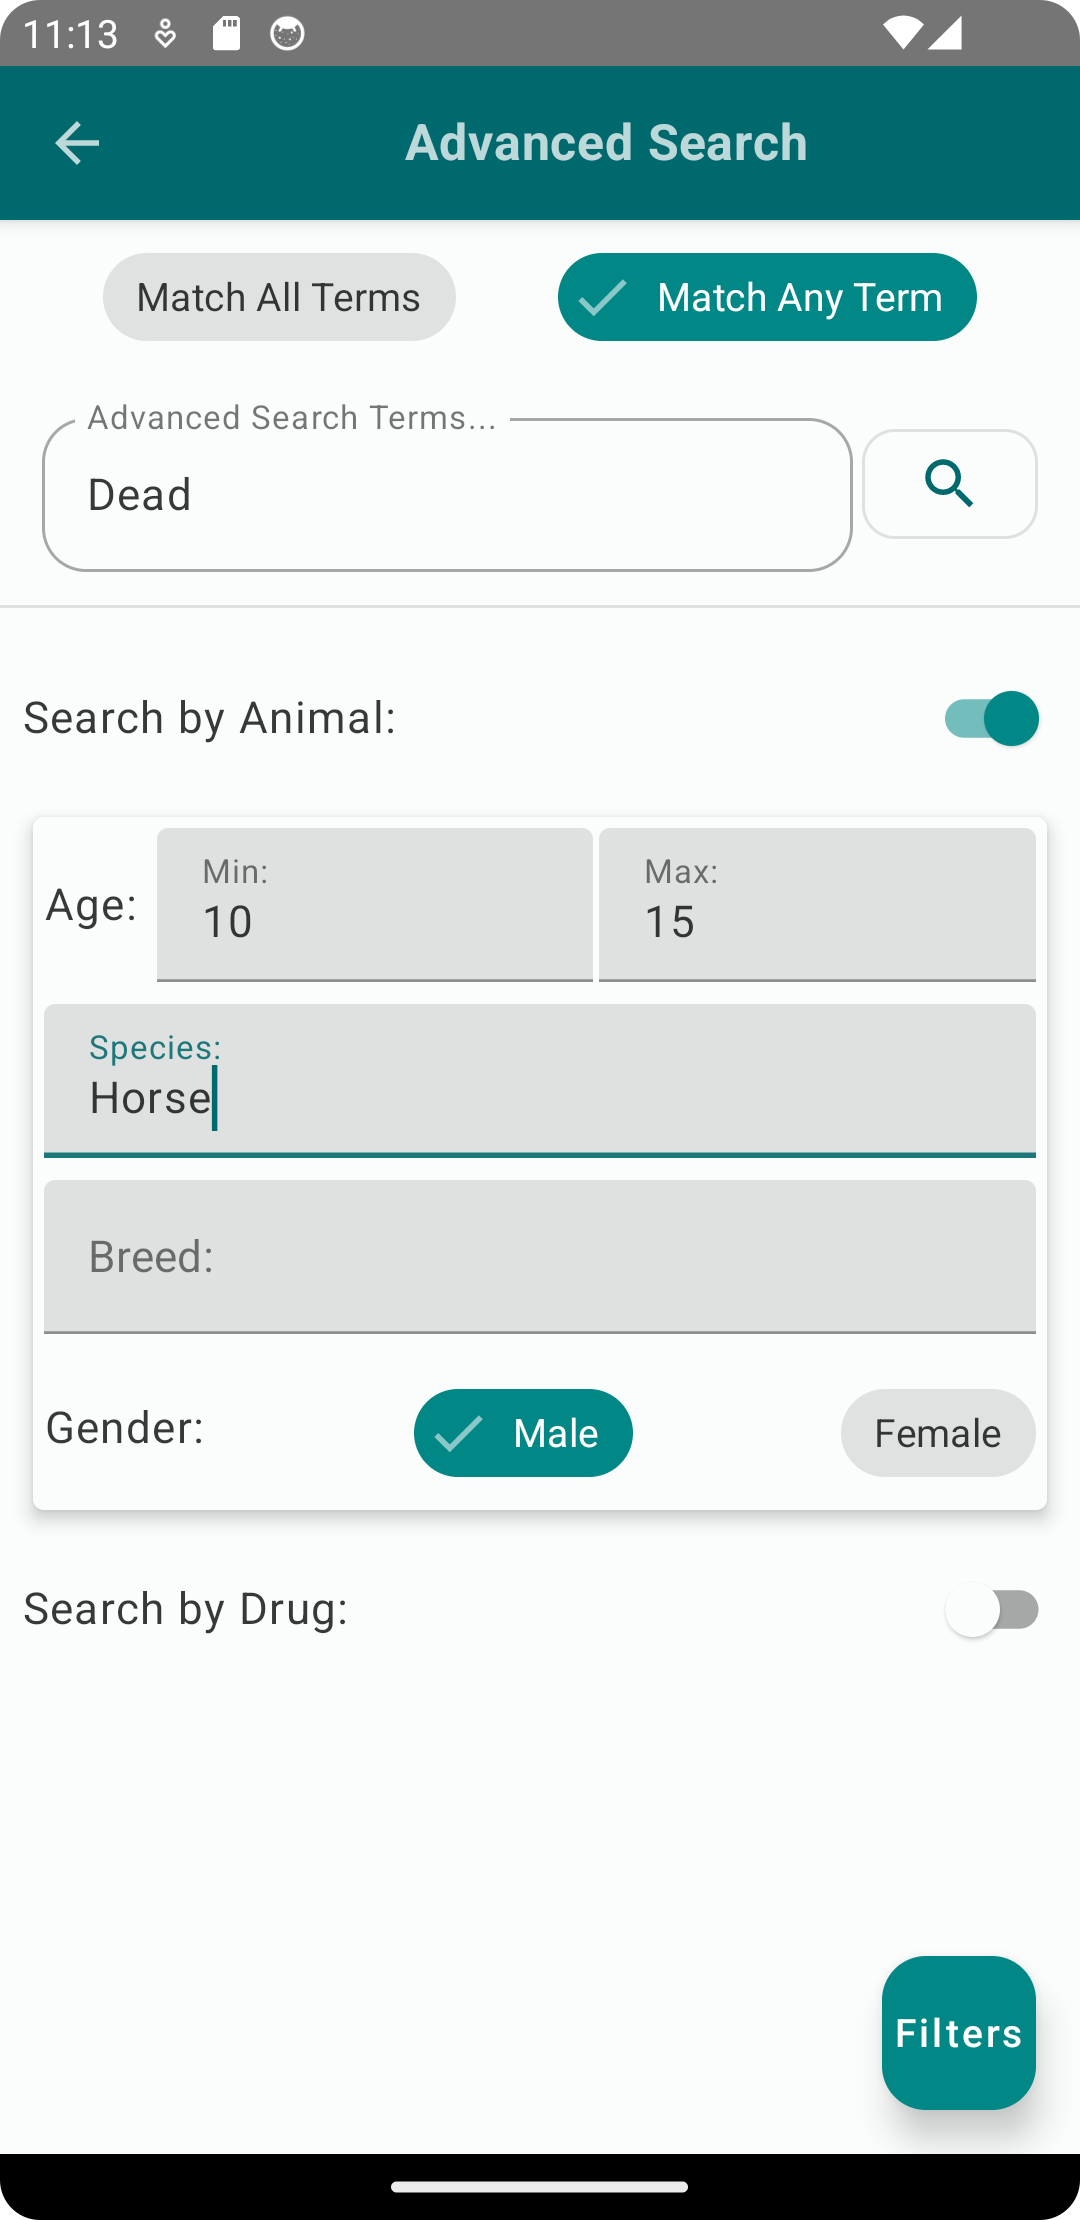 11:13
Advanced Search
Match All Terms
Match Any Term
Advanced Search Terms...
Dead
Search by Animal:
Age:
Min:
10
Max:
15
Species:
Horse
Breed:
Gender:
Male
Female
Search by Drug:
Filters